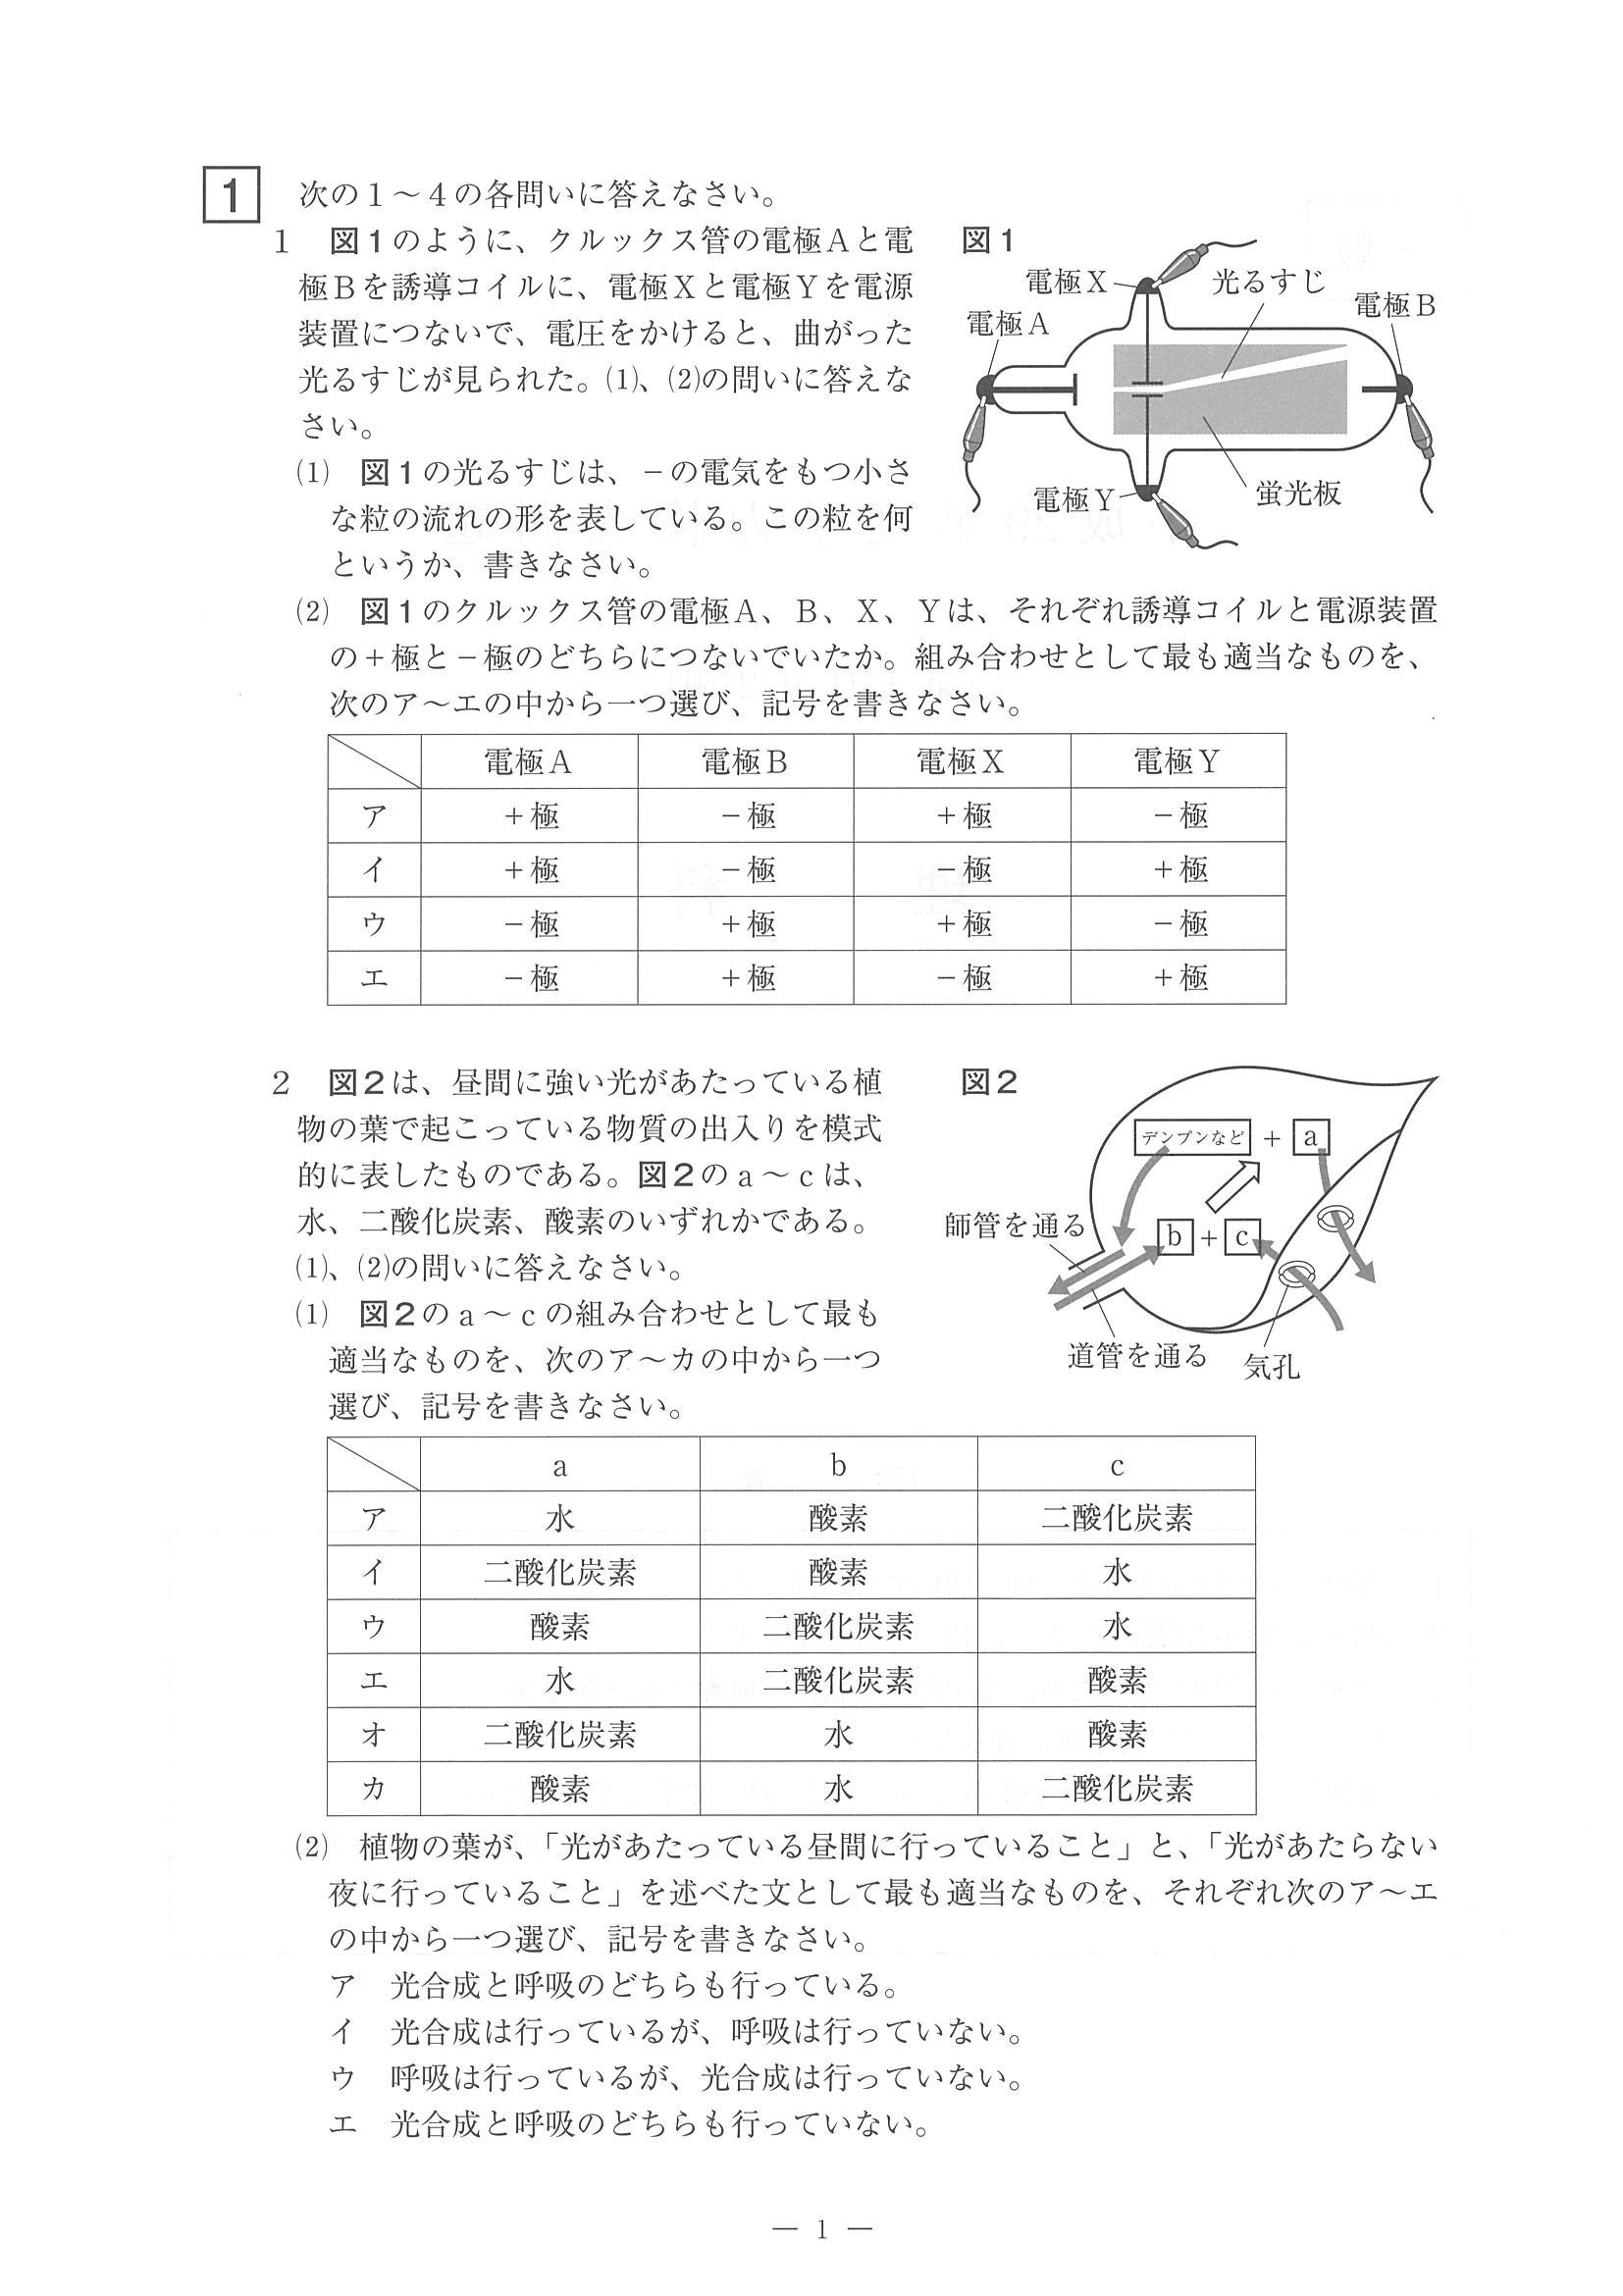 1 次の１～４の各問いに答えなさい。
1 図１のように、クルックス管の電極Ａと電
極Ｂを誘導コイルに、電極Ｘと電極Ｙを電源
装置につないで、電圧をかけると、曲がった
光るすじが見られた。⑴、⑵の問いに答えな
さい。
⑴ 図１の光るすじは、－の電気をもつ小さ
な粒の流れの形を表している。この粒を何
というか、書きなさい。
図１
電極Ｘ
光るすじ
電極Ｂ
電極Ａ
電極Ｙ
蛍光板
⑵ 図１のクルックス管の電極Ａ、Ｂ、Ｘ、Ｙは、それぞれ誘導コイルと電源装置
の＋極と－極のどちらにつないでいたか。組み合わせとして最も適当なものを、
次のア～エの中から一つ選び、記号を書きなさい。
電極Ａ 電極Ｂ 電極Ｘ 電極Ｙ
ア ＋極 －極 ＋極 －極
イ ＋極 －極 －極 ＋極
ウ －極 ＋極 ＋極 －極
エ －極 ＋極 －極 ＋極
2 図２は、昼間に強い光があたっている植
物の葉で起こっている物質の出入りを模式
的に表したものである。図２のａ～ｃは、
水、二酸化炭素、酸素のいずれかである。
⑴、⑵の問いに答えなさい。
⑴ 図２のａ～ｃの組み合わせとして最も
適当なものを、次のア～カの中から一つ
選び、記号を書きなさい。
図２
デンプンなど ＋ a
師管を通る
b ＋ c
道管を通る
気孔
a b c
ア 水 酸素 二酸化炭素
イ 二酸化炭素 酸素 水
ウ 酸素 二酸化炭素 水
エ 水 二酸化炭素 酸素
オ 二酸化炭素 水 酸素
カ 酸素 水 二酸化炭素
⑵ 植物の葉が、「光があたっている昼間に行っていること」と、「光があたらない
夜に行っていること」を述べた文として最も適当なものを、それぞれ次のア～エ
の中から一つ選び、記号を書きなさい。
ア 光合成と呼吸のどちらも行っている。
イ 光合成は行っているが、呼吸は行っていない。
ウ 呼吸は行っているが、光合成は行っていない。
エ 光合成と呼吸のどちらも行っていない。
― 1 ―